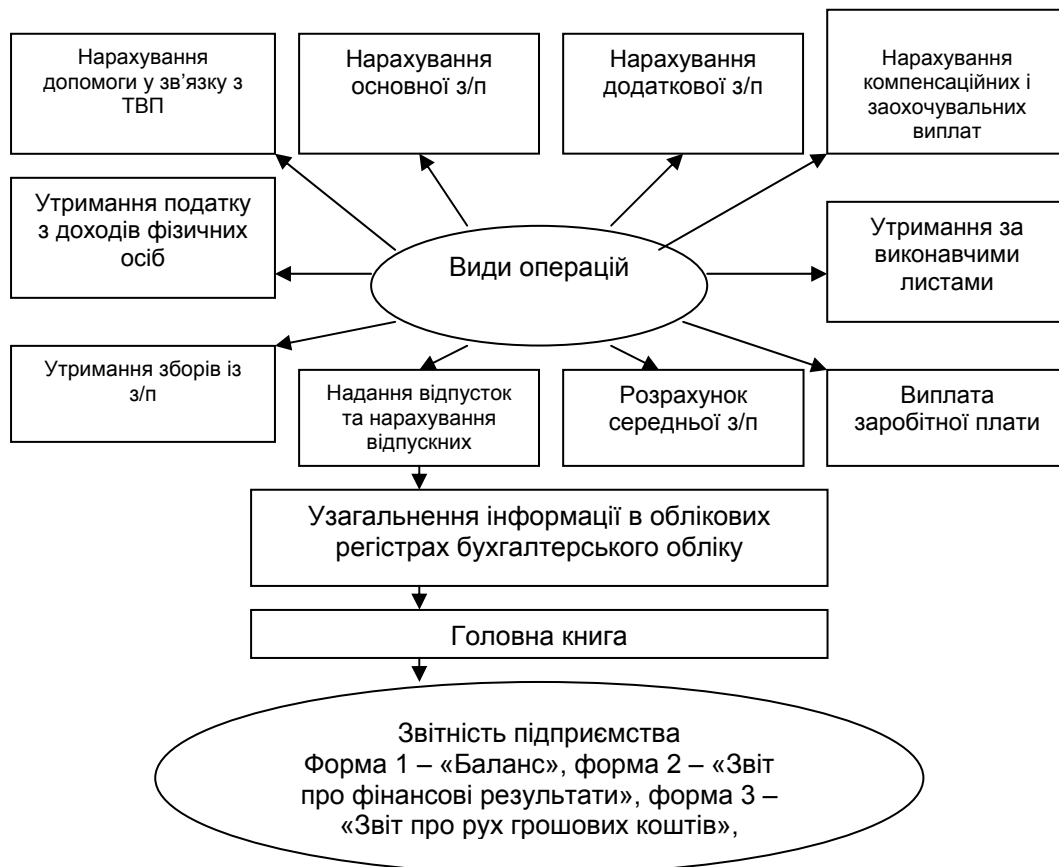 Нарахування
допомоги у зв’язку з
ТВП
Нарахування
основної з/п
Нарахування
додаткової з/п
Нарахування
компенсаційних і
заохочувальних
виплат
Утримання податку
з доходів фізичних
осіб
Види операцій
Утримання за
виконавчими
листами
Утримання зборів із
з/п
Надання відпусток
та нарахування
відпускних
Розрахунок
середньої з/п
Виплата
заробітної плати
Узагальнення інформації в облікових
регістрах бухгалтерського обліку
Головна книга
Звітність підприємства
Форма 1 – «Баланс», форма 2 – «Звіт
про фінансові результати», форма 3 –
«Звіт про рух грошових коштів»,